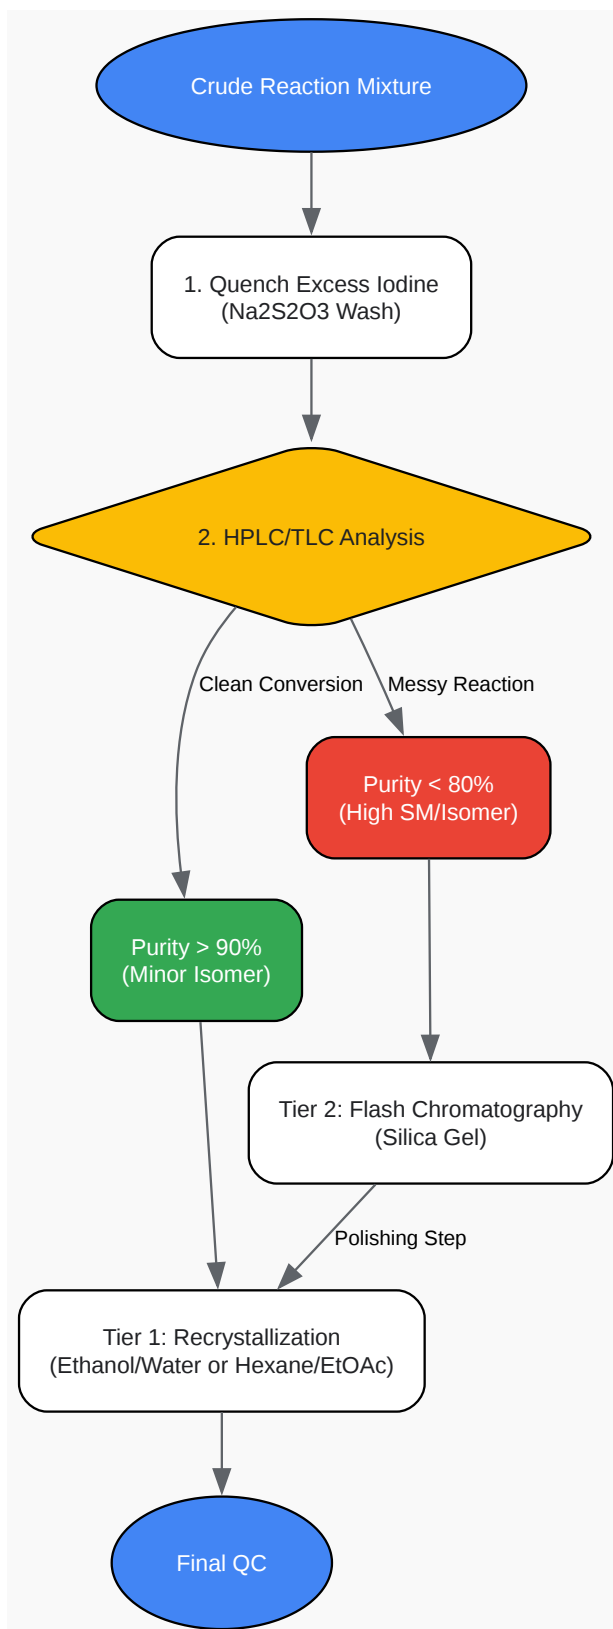 Crude Reaction Mixture
1. Quench Excess Iodine
(Na2S2O3 Wash)
2. HPLC/TLC Analysis
Clean Conversion
Messy Reaction
Purity < 80%
(High SM/Isomer)
Purity > 90%
(Minor Isomer)
Tier 2: Flash Chromatography
(Silica Gel)
Polishing Step
Tier 1: Recrystallization
(Ethanol/Water or Hexane/EtOAc)
Final QC